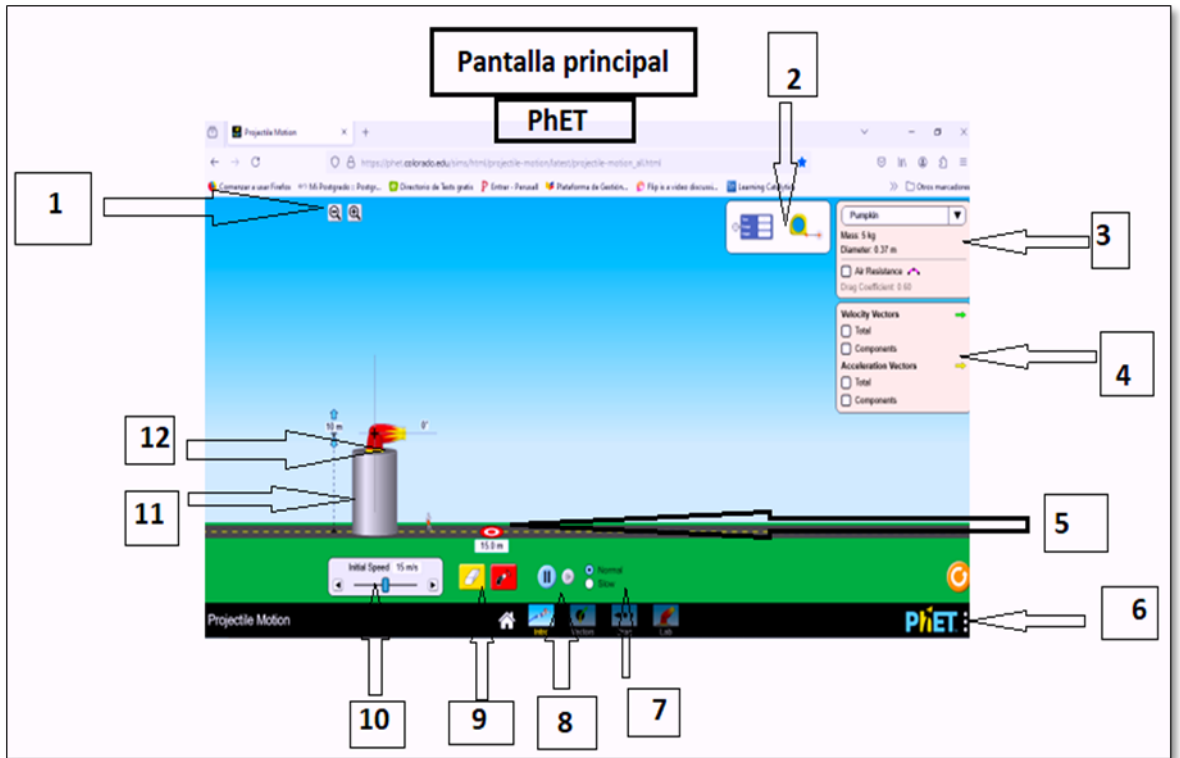 Pantalla principal
PhET
2
Projectile Motion
https://phet.colorado.edu/sims/html/projectile-motion/latest/projectile-motion_all.html
Comenzar a usar Firefox
Mi Postgrado :: Postgr...
Directorio de Tests gratis
Entrar - Perusall
Plataforma de Gestión...
Flip is a video discussi...
Learning Catalytics
Otros marcadores
1
Pumpkin
Mass: 5 kg
Diameter: 0.37 m
Air Resistance
Drag Coefficient: 0.60
3
Velocity Vectors
Total
Components
Acceleration Vectors
Total
Components
4
12
10 m
0°
11
5
15.0 m
Initial Speed 15 m/s
Normal
Slow
Projectile Motion
Intro
Vectors
Drag
Lab
PhET
6
10
9
8
7